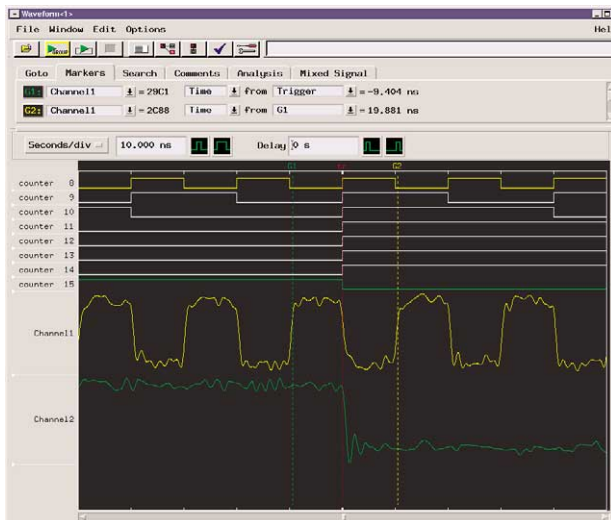 Waveform<1>
File Window Edit Options Hel
GROUP
Goto Markers Search Comments Analysis Mixed Signal
G1: Channel1 = 29C1 Time from Trigger = -9.404 ns
G2: Channel1 = 2C88 Time from G1 = 19.881 ns
Seconds/div 10.000 ns Delay 0 s
G1 G2
counter 8
counter 9
counter 10
counter 11
counter 12
counter 13
counter 14
counter 15
Channel1
Channel2